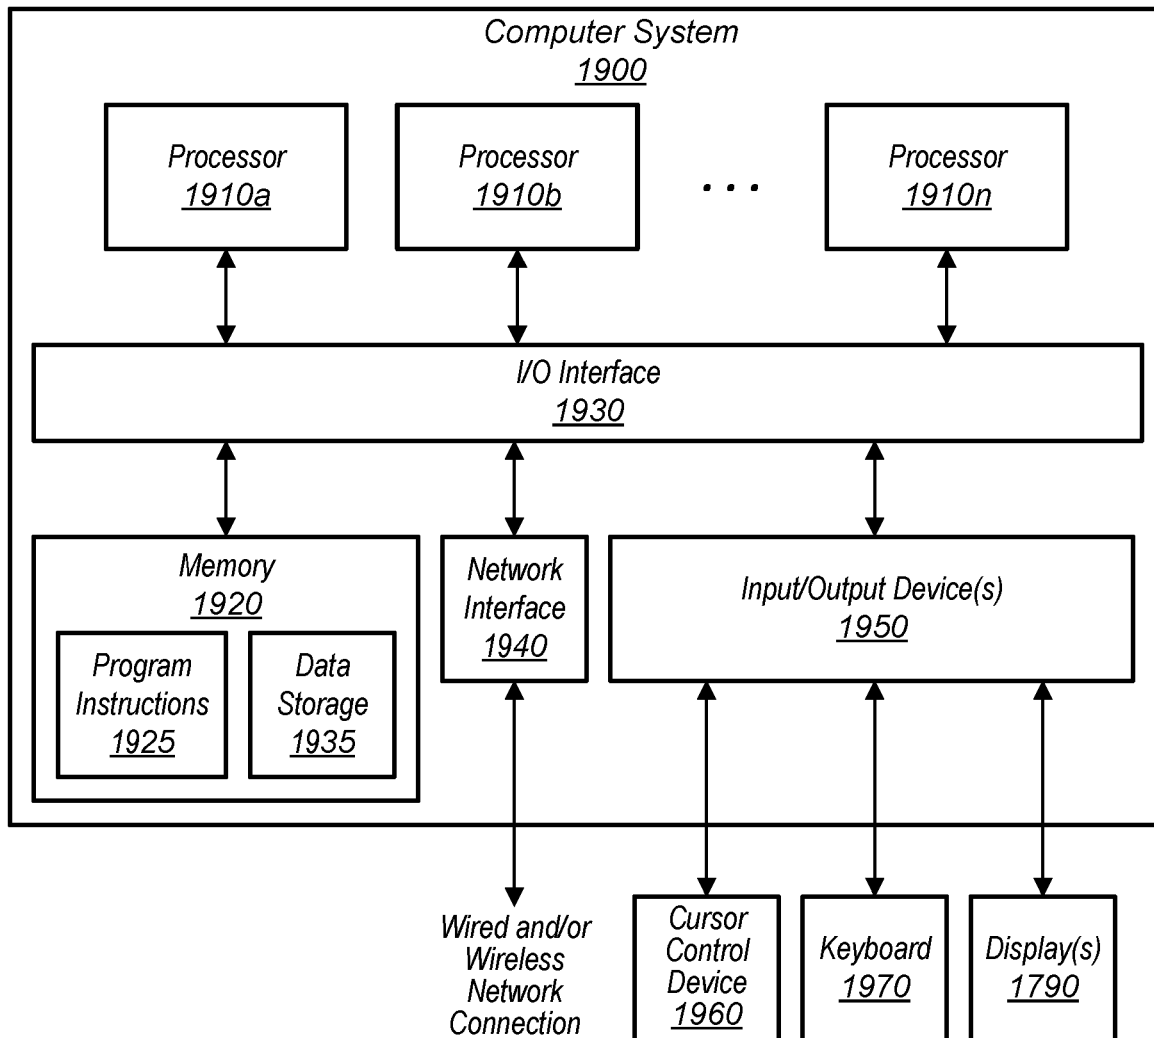 Computer System
1900
Processor
1910a
Processor
1910b
...
Processor
1910n
I/O Interface
1930
Memory
1920
Program
Instructions
1925
Data
Storage
1935
Network
Interface
1940
Input/Output Device(s)
1950
Wired and/or
Wireless
Network
Connection
Cursor
Control
Device
1960
Keyboard
1970
Display(s)
1790